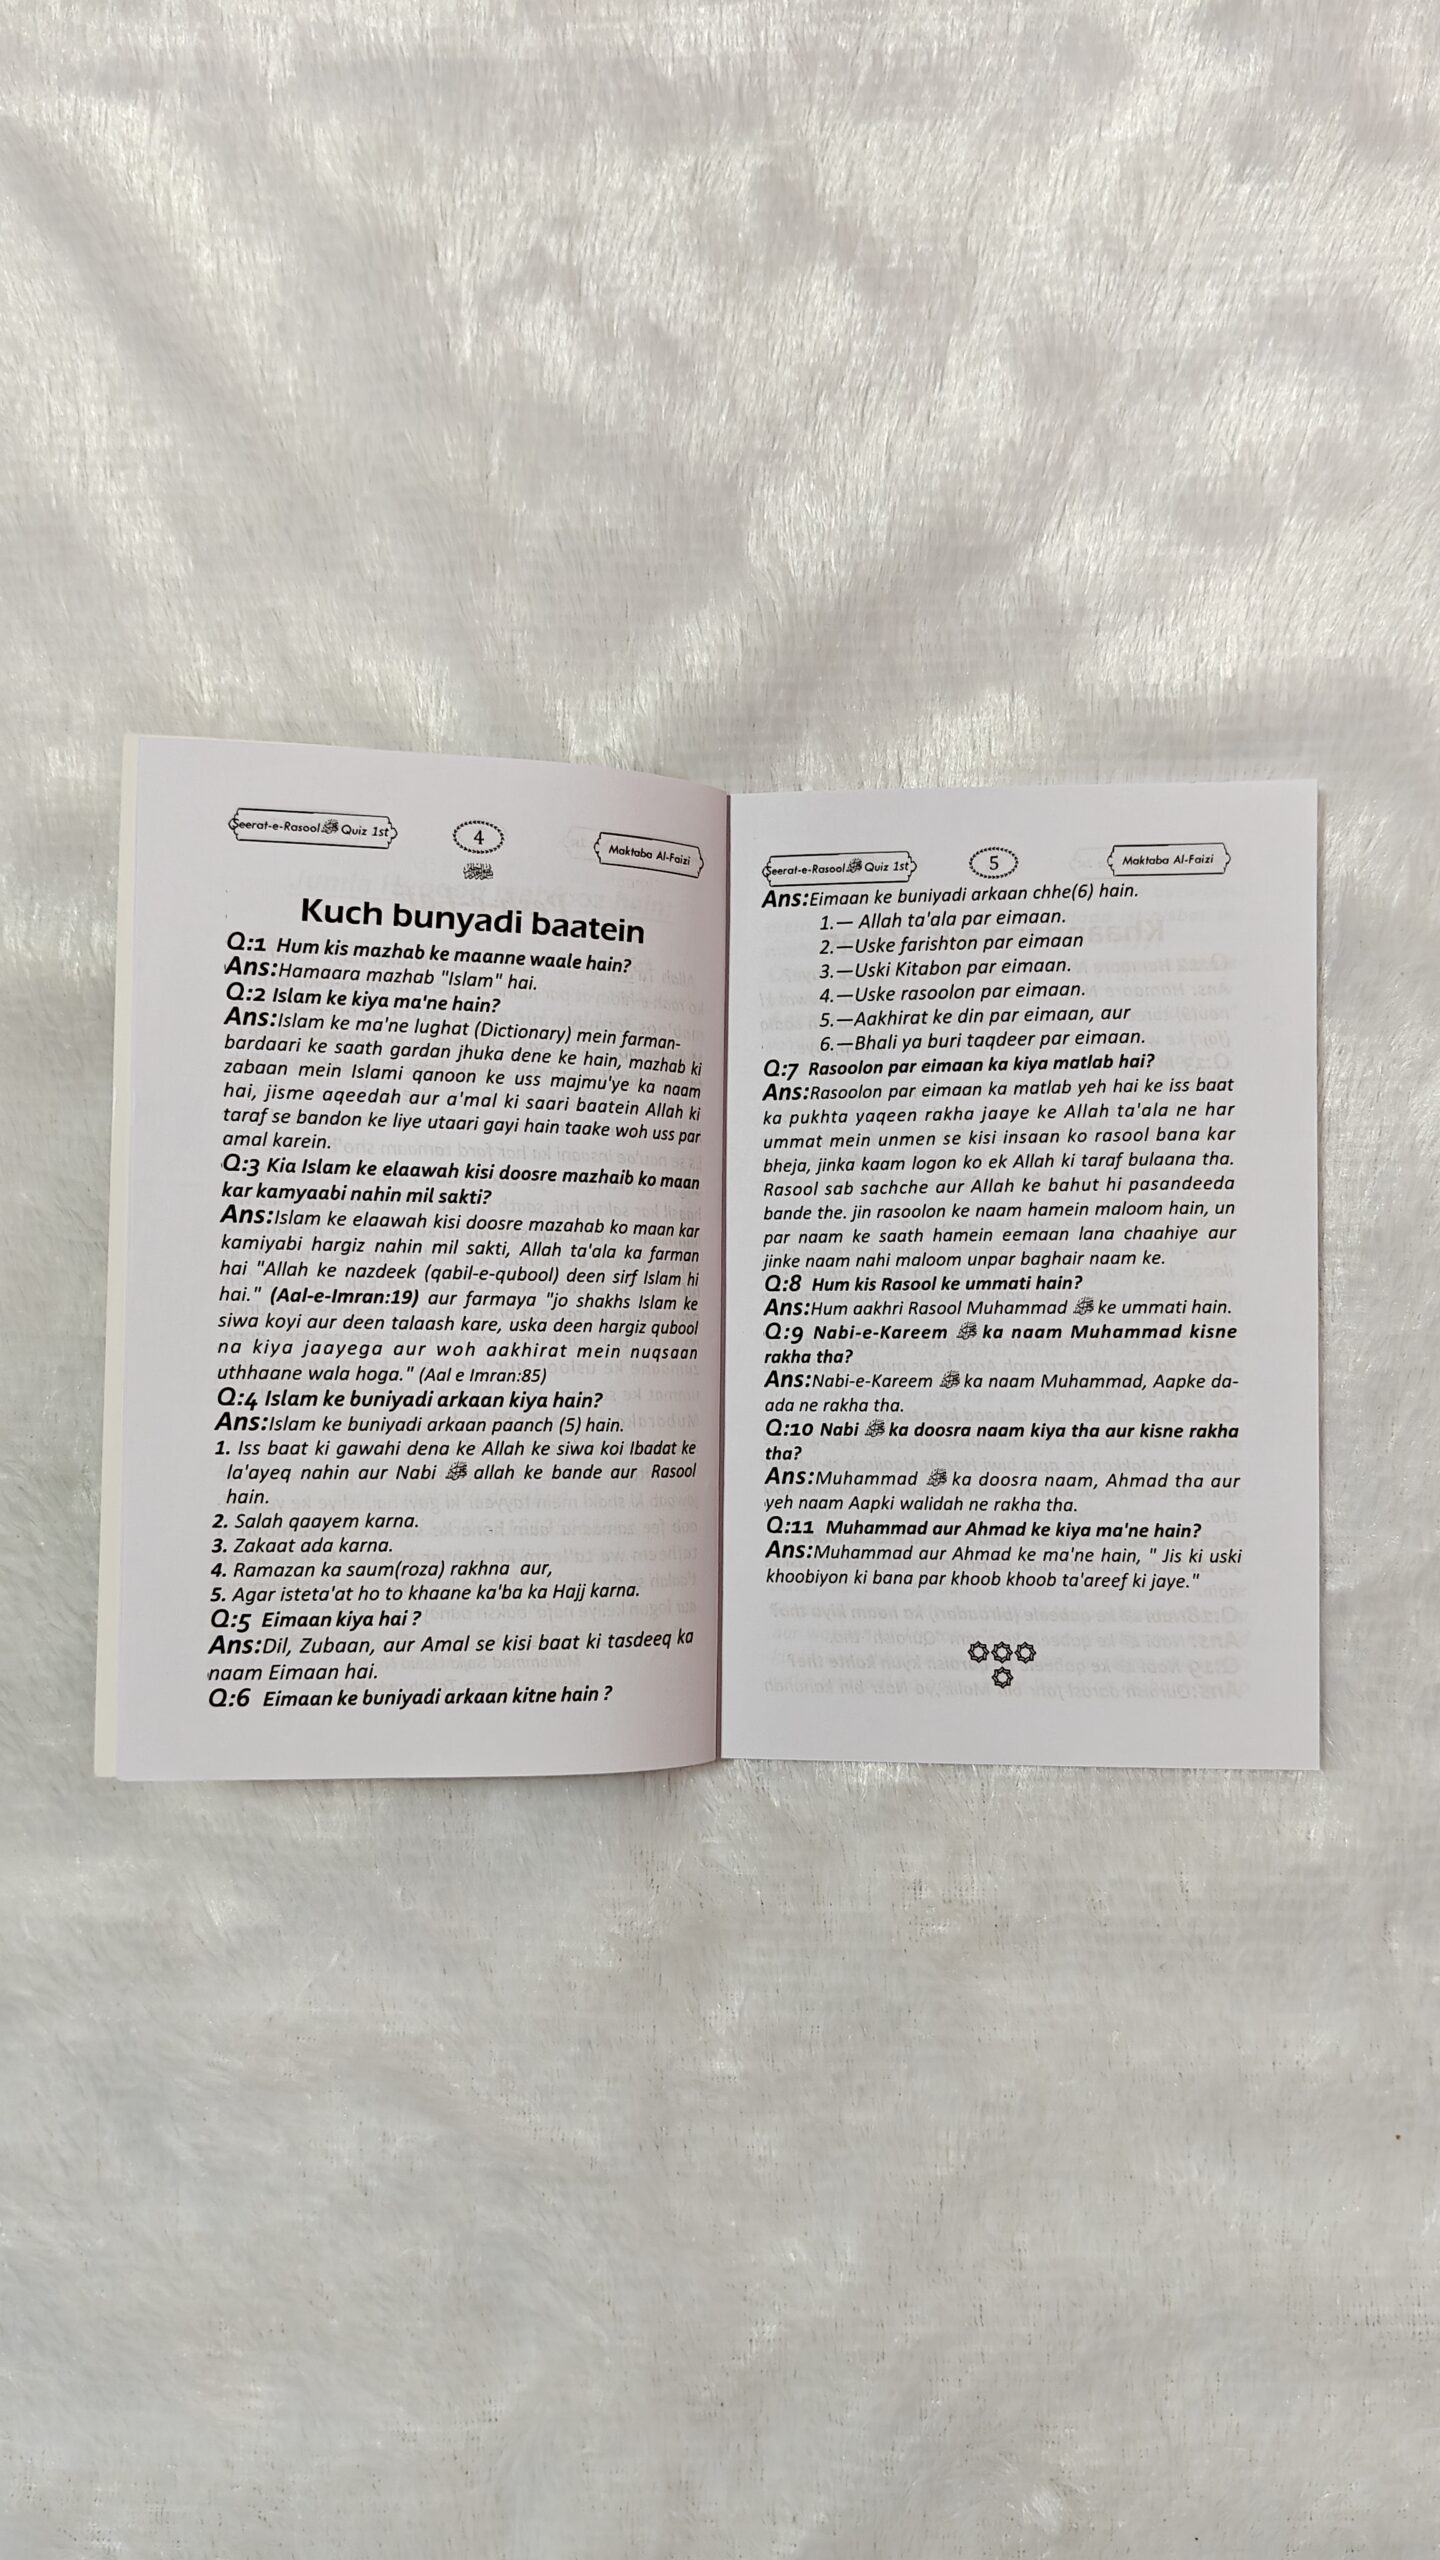 Seerat-e-Rasool ﷺ Quiz 1st
4
Maktaba Al-Faizi
Kuch bunyadi baatein
Q:1 Hum kis mazhab ke maanne waale hain?
Ans:Hamaara mazhab "Islam" hai.
Q:2 Islam ke kiya ma'ne hain?
Ans:Islam ke ma'ne lughat (Dictionary) mein farman-
bardaari ke saath gardan jhuka dene ke hain, mazhab ki
zabaan mein Islami qanoon ke uss majmu'ye ka naam
hai, jisme aqeedah aur a'mal ki saari baatein Allah ki
taraf se bandon ke liye utaari gayi hain taake woh uss par
amal karein.
Q:3 Kia Islam ke elaawah kisi doosre mazhaib ko maan
kar kamyaabi nahin mil sakti?
Ans:Islam ke elaawah kisi doosre mazahab ko maan kar
kamiyabi hargiz nahin mil sakti, Allah ta'ala ka farman
hai "Allah ke nazdeek (qabil-e-qubool) deen sirf Islam hi
hai." (Aal-e-Imran:19) aur farmaya "jo shakhs Islam ke
siwa koyi aur deen talaash kare, uska deen hargiz qubool
na kiya jaayega aur woh aakhirat mein nuqsaan
uthhaane wala hoga." (Aal e Imran:85)
Q:4 Islam ke buniyadi arkaan kiya hain?
Ans:Islam ke buniyadi arkaan paanch (5) hain.
1. Iss baat ki gawahi dena ke Allah ke siwa koi Ibadat ke
la'ayeq nahin aur Nabi ﷺ allah ke bande aur Rasool
hain.
2. Salah qaayem karna.
3. Zakaat ada karna.
4. Ramazan ka saum(roza) rakhna aur,
5. Agar isteta'at ho to khaane ka'ba ka Hajj karna.
Q:5 Eimaan kiya hai ?
Ans:Dil, Zubaan, aur Amal se kisi baat ki tasdeeq ka
naam Eimaan hai.
Q:6 Eimaan ke buniyadi arkaan kitne hain ?
Seerat-e-Rasool ﷺ Quiz 1st
5
Maktaba Al-Faizi
Ans:Eimaan ke buniyadi arkaan chhe(6) hain.
1.— Allah ta'ala par eimaan.
2.—Uske farishton par eimaan
3.—Uski Kitabon par eimaan.
4.—Uske rasoolon par eimaan.
5.—Aakhirat ke din par eimaan, aur
6.—Bhali ya buri taqdeer par eimaan.
Q:7 Rasoolon par eimaan ka kiya matlab hai?
Ans:Rasoolon par eimaan ka matlab yeh hai ke iss baat
ka pukhta yaqeen rakha jaaye ke Allah ta'ala ne har
ummat mein unmen se kisi insaan ko rasool bana kar
bheja, jinka kaam logon ko ek Allah ki taraf bulaana tha.
Rasool sab sachche aur Allah ke bahut hi pasandeeda
bande the. jin rasoolon ke naam hamein maloom hain, un
par naam ke saath hamein eemaan lana chaahiye aur
jinke naam nahi maloom unpar baghair naam ke.
Q:8 Hum kis Rasool ke ummati hain?
Ans:Hum aakhri Rasool Muhammad ﷺ ke ummati hain.
Q:9 Nabi-e-Kareem ﷺ ka naam Muhammad kisne
rakha tha?
Ans:Nabi-e-Kareem ﷺ ka naam Muhammad, Aapke da-
ada ne rakha tha.
Q:10 Nabi ﷺ ka doosra naam kiya tha aur kisne rakha
tha?
Ans:Muhammad ﷺ ka doosra naam, Ahmad tha aur
yeh naam Aapki walidah ne rakha tha.
Q:11 Muhammad aur Ahmad ke kiya ma'ne hain?
Ans:Muhammad aur Ahmad ke ma'ne hain, " Jis ki uski
khoobiyon ki bana par khoob khoob ta'areef ki jaye."